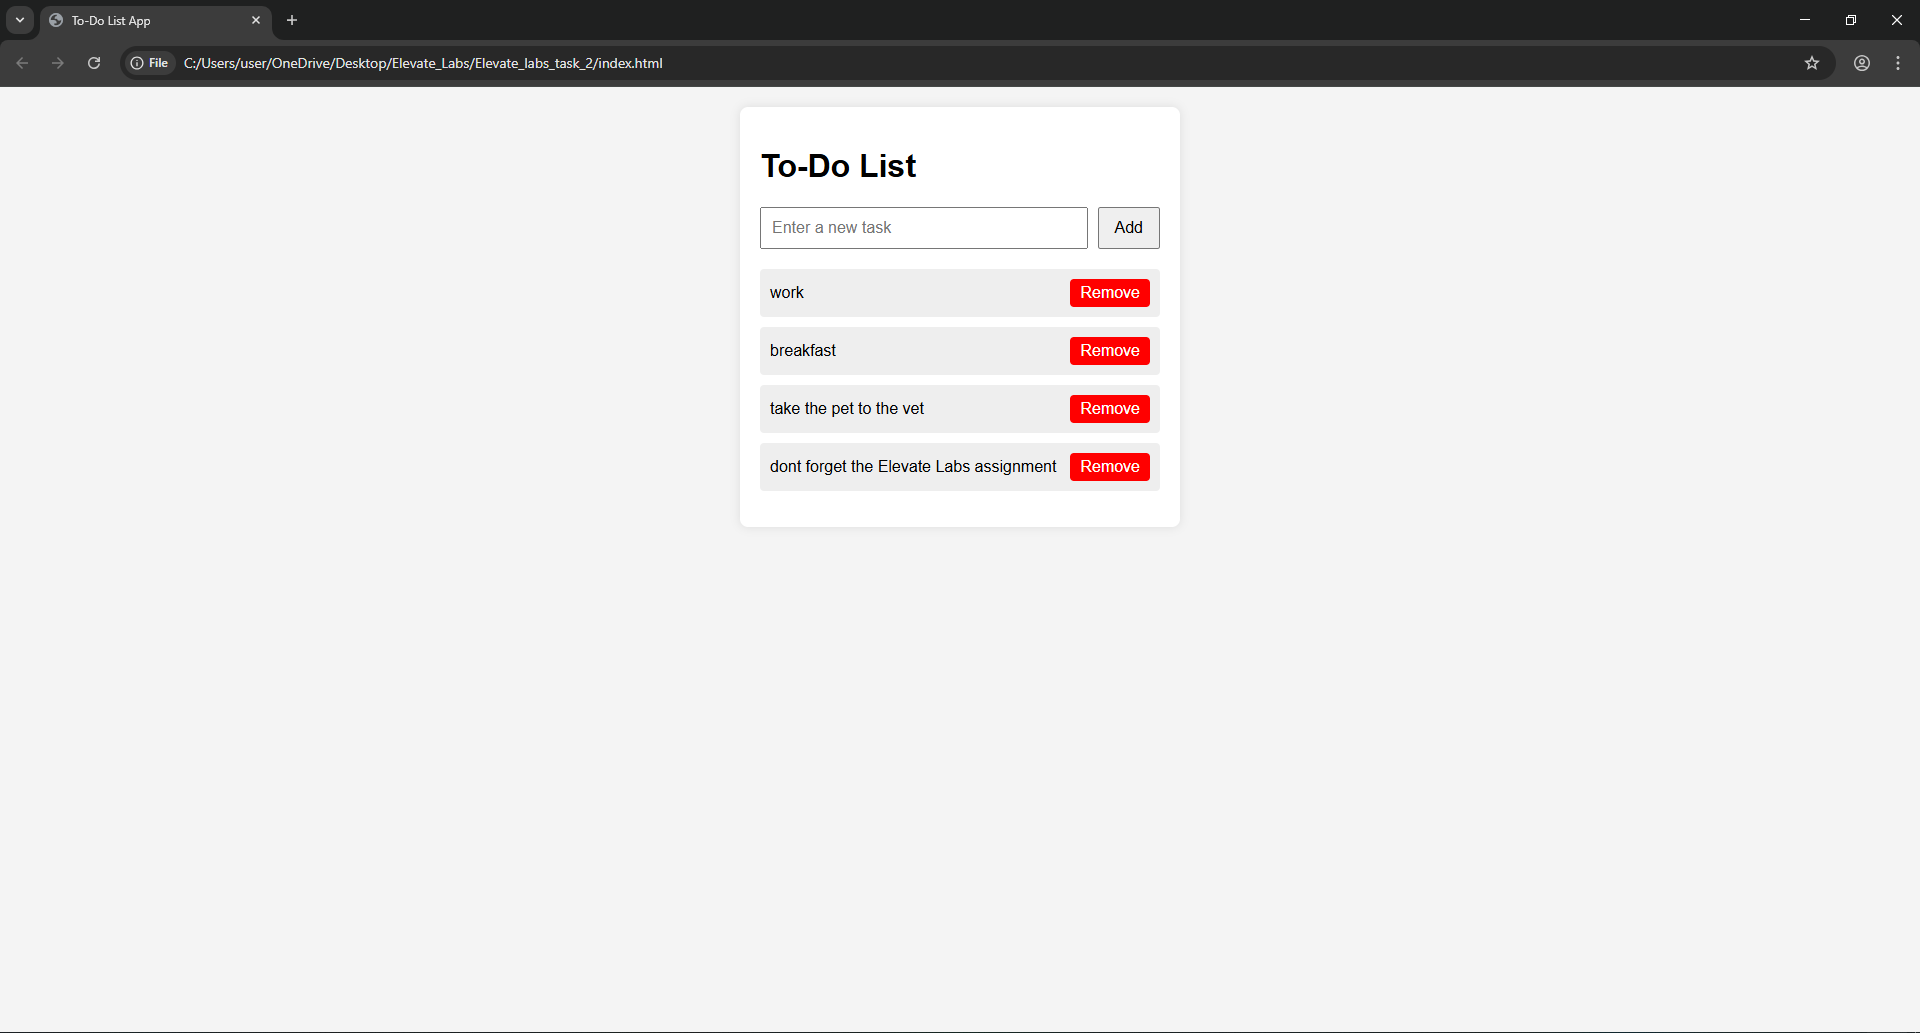 To-Do List App
File C:/Users/user/OneDrive/Desktop/Elevate_Labs/Elevate_labs_task_2/index.html
To-Do List
Enter a new task Add
work Remove
breakfast Remove
take the pet to the vet Remove
dont forget the Elevate Labs assignment Remove